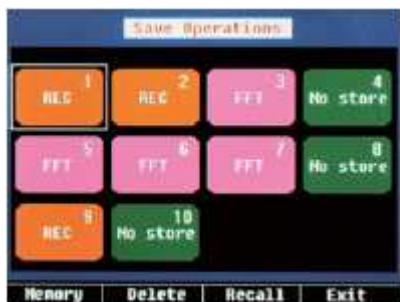 Save Operations
1 2 3 4
REC REC FFT No store
5 6 7 8
FFT FFT FFT No store
9 10
REC No store
Memory Delete Recall Exit